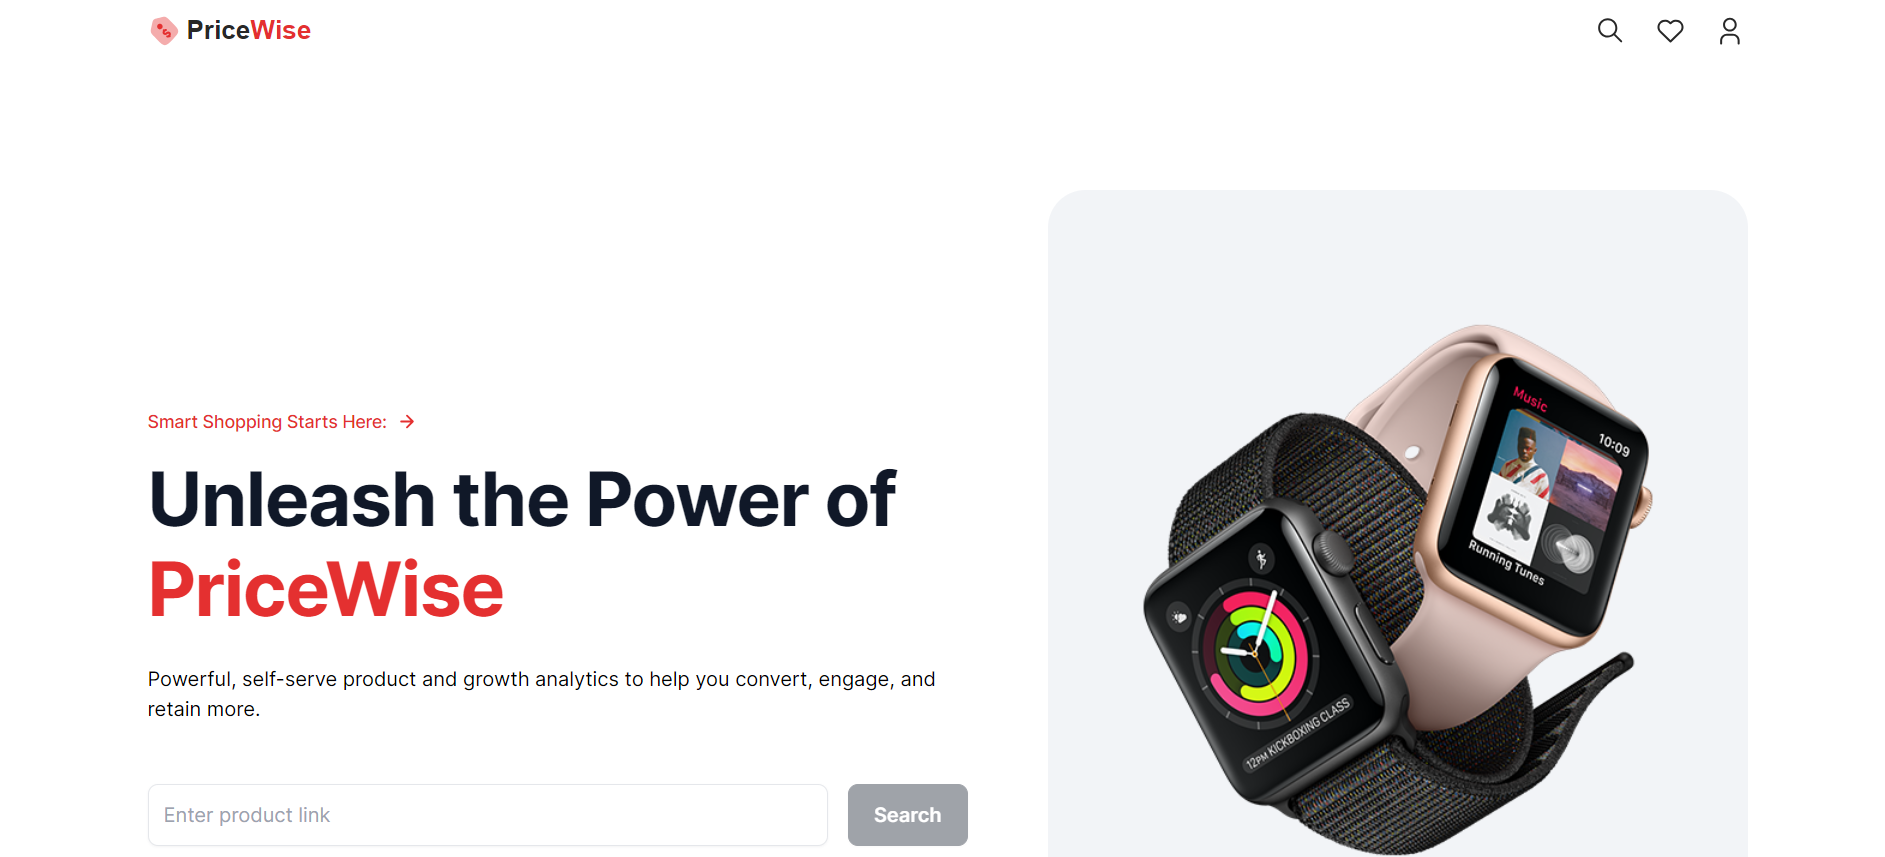 PriceWise
Smart Shopping Starts Here:
Unleash the Power of
PriceWise
Powerful, self-serve product and growth analytics to help you convert, engage, and
retain more.
Enter product link
Search
Music
10:09
Running Tunes
12PM KICKBOXING CLASS